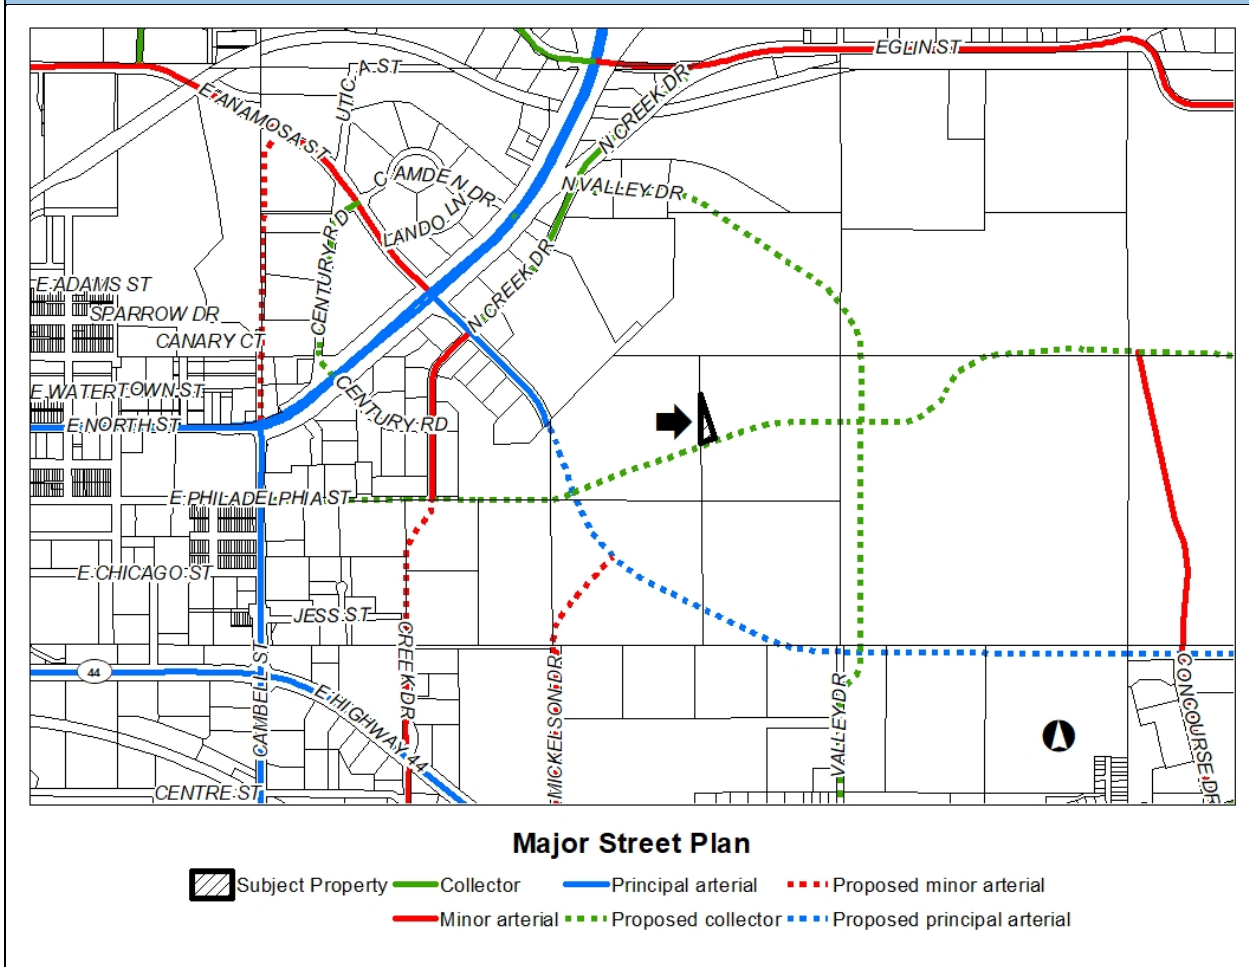 EGLIN ST
UTICA ST
E ANAMOSA ST
N CREEK DR
CAMDEN DR
N VALLEY DR
LANDO LN
CENTURY RD
N CREEK DR
E ADAMS ST
SPARROW DR
CANARY CT
E WATERTOWN ST
CENTURY RD
E NORTH ST
E PHILADELPHIA ST
E CHICAGO ST
JESS ST
44
CAMBELL ST
CREEK DR
E HIGHWAY 44
MICKELSON DR
VALLEY DR
CONCOURSE DR
CENTRE ST
Major Street Plan
Subject Property Collector Principal arterial Proposed minor arterial
Minor arterial Proposed collector Proposed principal arterial